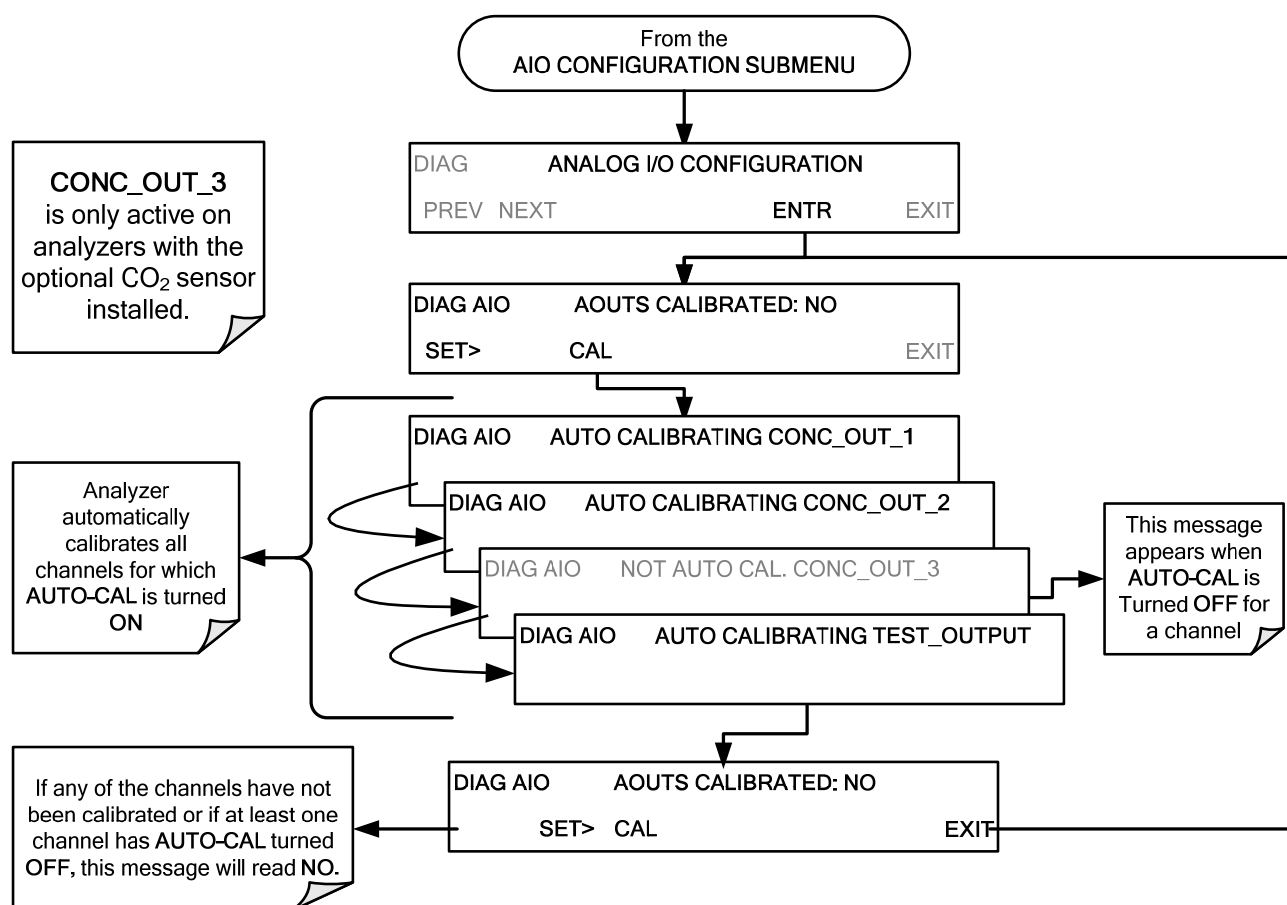 From the
AIO CONFIGURATION SUBMENU
DIAG ANALOG I/O CONFIGURATION
PREV NEXT ENTR EXIT
CONC_OUT_3
is only active on
analyzers with the
optional CO₂ sensor
installed.
DIAG AIO AOUTS CALIBRATED: NO
SET> CAL EXIT
DIAG AIO AUTO CALIBRATING CONC_OUT_1
DIAG AIO AUTO CALIBRATING CONC_OUT_2
DIAG AIO NOT AUTO CAL. CONC_OUT_3
DIAG AIO AUTO CALIBRATING TEST_OUTPUT
Analyzer
automatically
calibrates all
channels for which
AUTO-CAL is turned
ON
This message
appears when
AUTO-CAL is
Turned OFF for
a channel
DIAG AIO AOUTS CALIBRATED: NO
SET> CAL EXIT
If any of the channels have not
been calibrated or if at least one
channel has AUTO-CAL turned
OFF, this message will read NO.